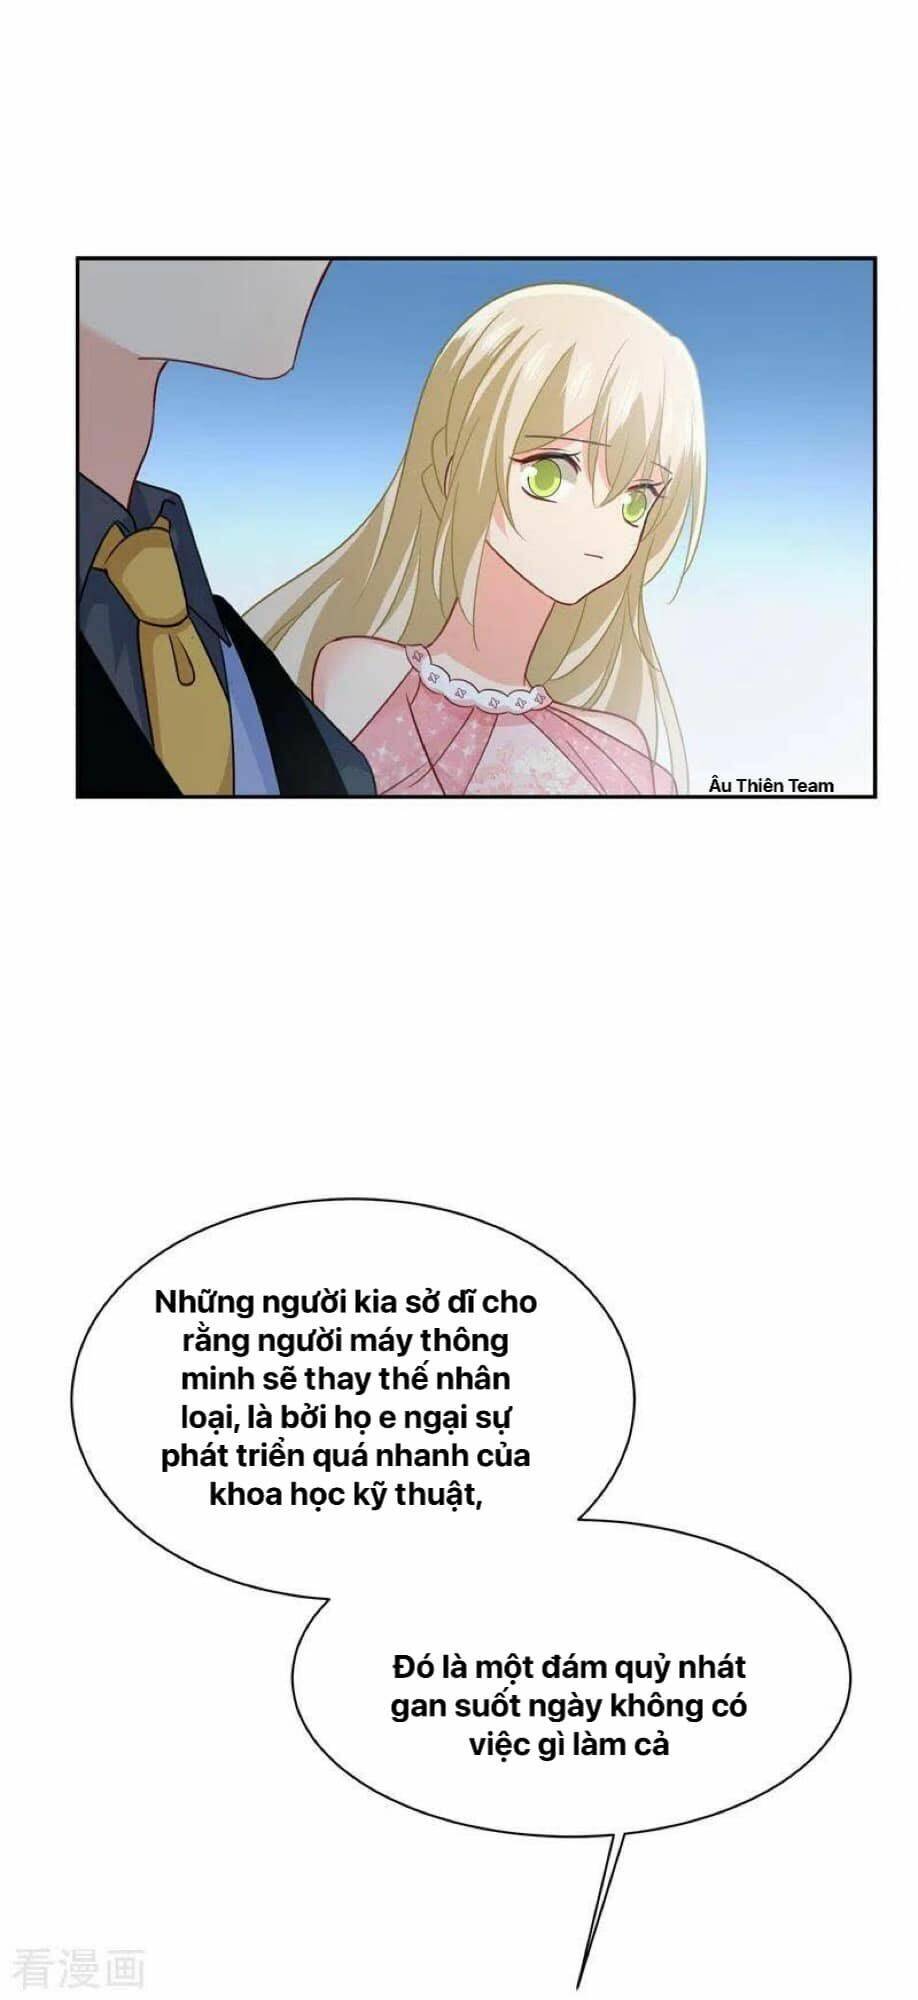 Âu Thiên Team
Những người kia sở dĩ cho
rằng người máy thông
minh sẽ thay thế nhân
loại, là bởi họ e ngại sự
phát triển quá nhanh của
khoa học kỹ thuật,
Đó là một đám quỷ nhát
gan suốt ngày không có
việc gì làm cả
看漫画